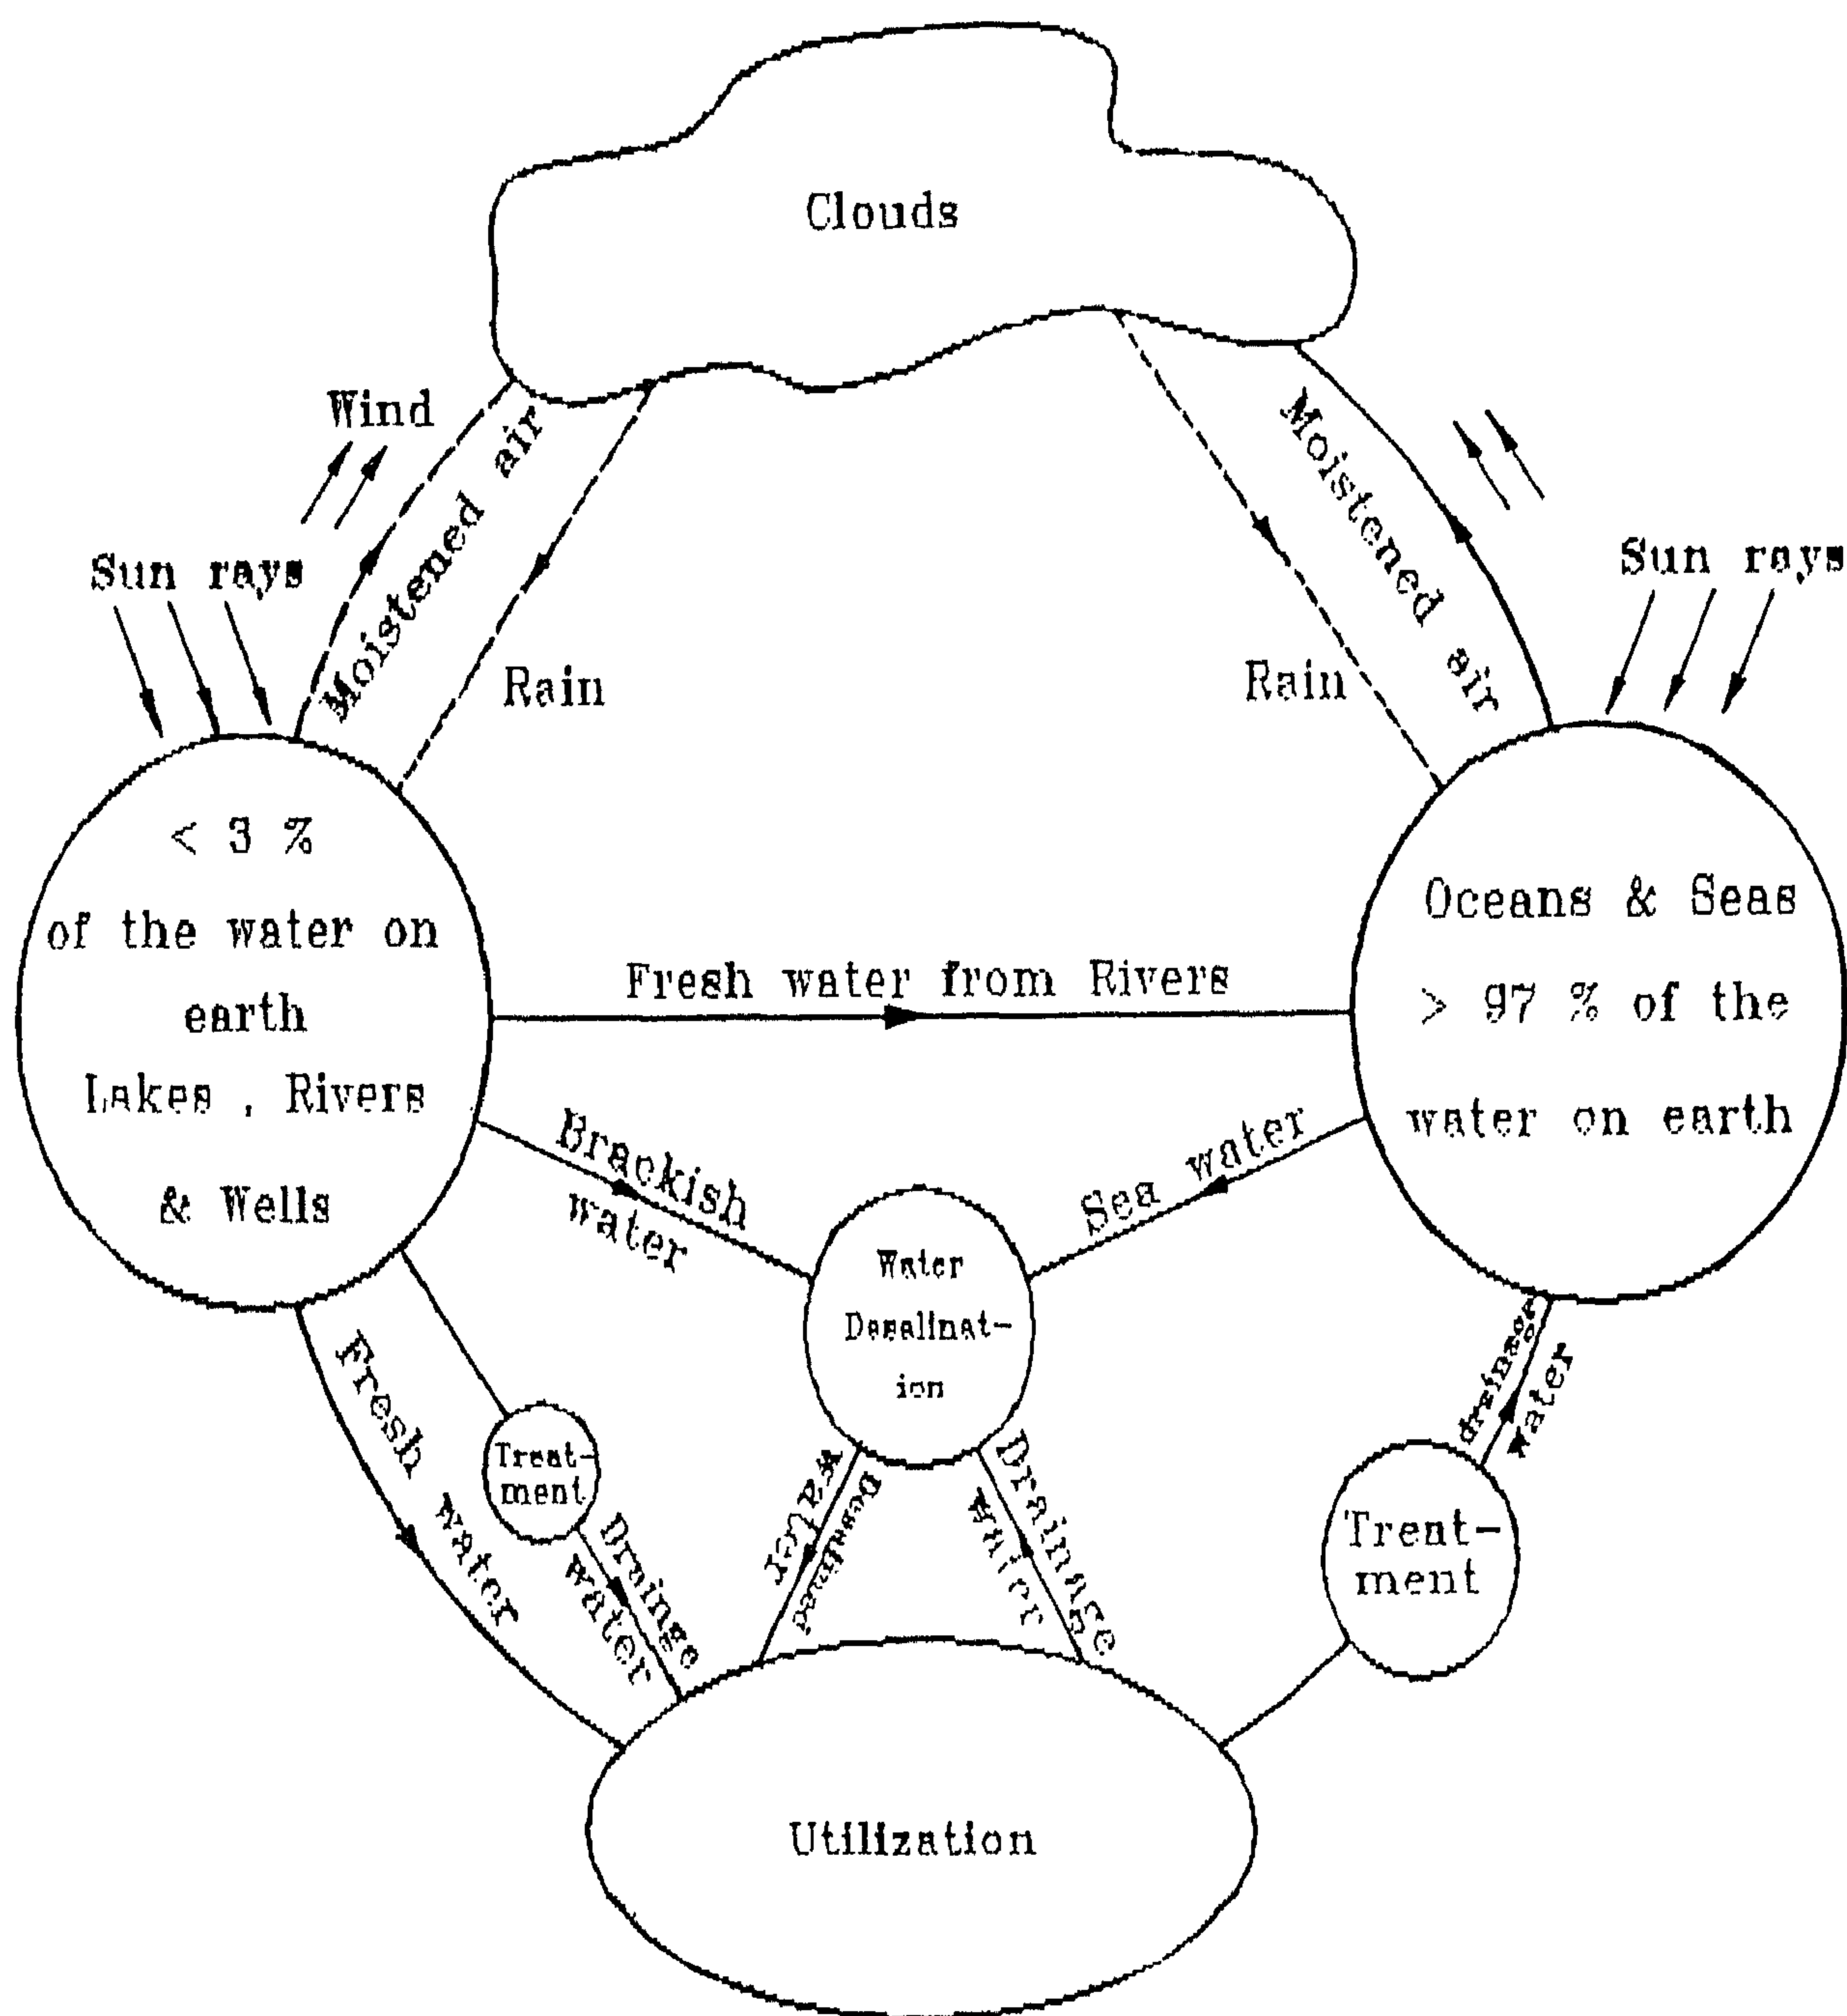 Clouds
Wind
Moistened air
Moistened air
Sun rays
Sun rays
Rain
Rain
< 3 %
of the water on
earth
Lakes , Rivers
& Wells
Oceans & Seas
> 97 % of the
water on earth
Fresh water from Rivers
Brackish
water
Sea water
Water
Desalinat-
ion
Fresh water
Treat-
ment
Drainge
water
water
Desalined
Drainage
water
Treat-
ment
drainage
water
Utilization